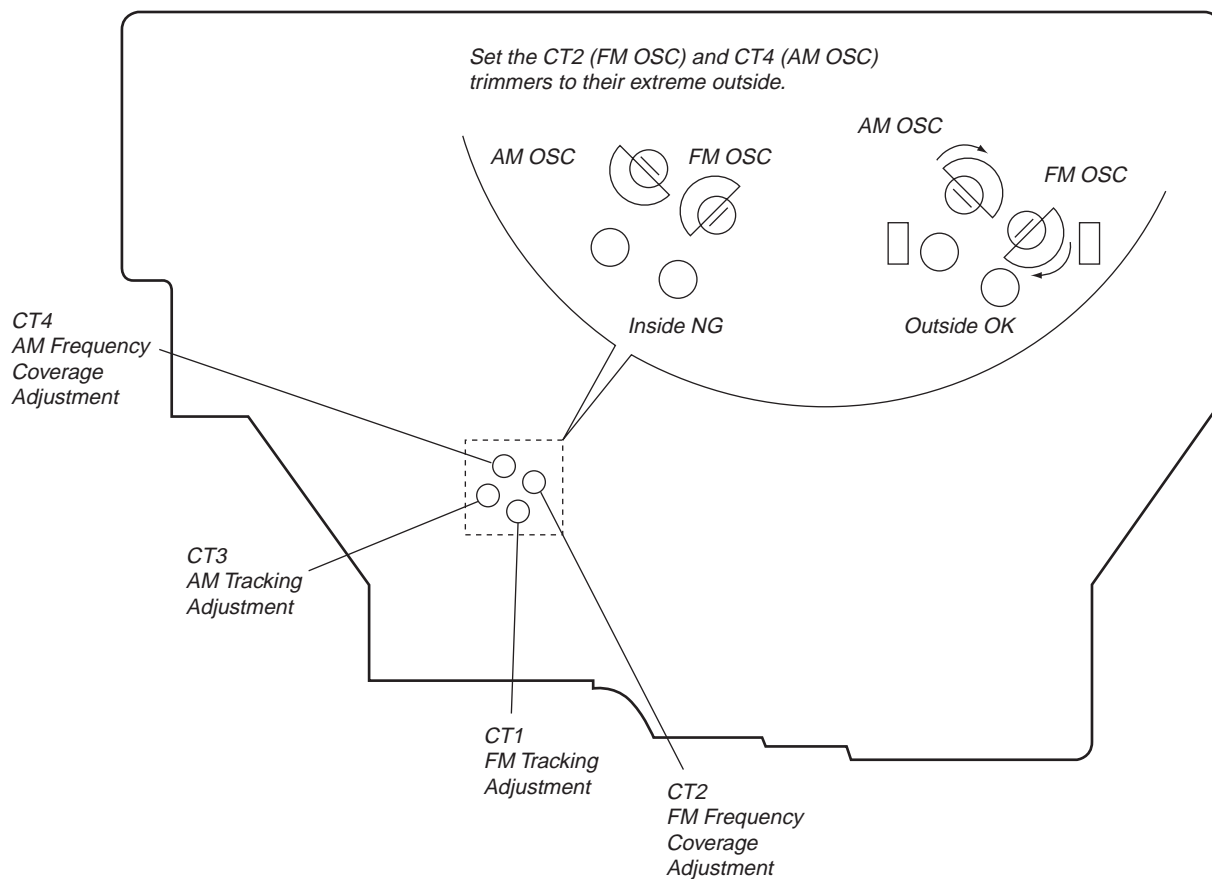 Set the CT2 (FM OSC) and CT4 (AM OSC)
trimmers to their extreme outside.
AM OSC
FM OSC
AM OSC
FM OSC
Inside NG
Outside OK
CT4
AM Frequency
Coverage
Adjustment
CT3
AM Tracking
Adjustment
CT1
FM Tracking
Adjustment
CT2
FM Frequency
Coverage
Adjustment